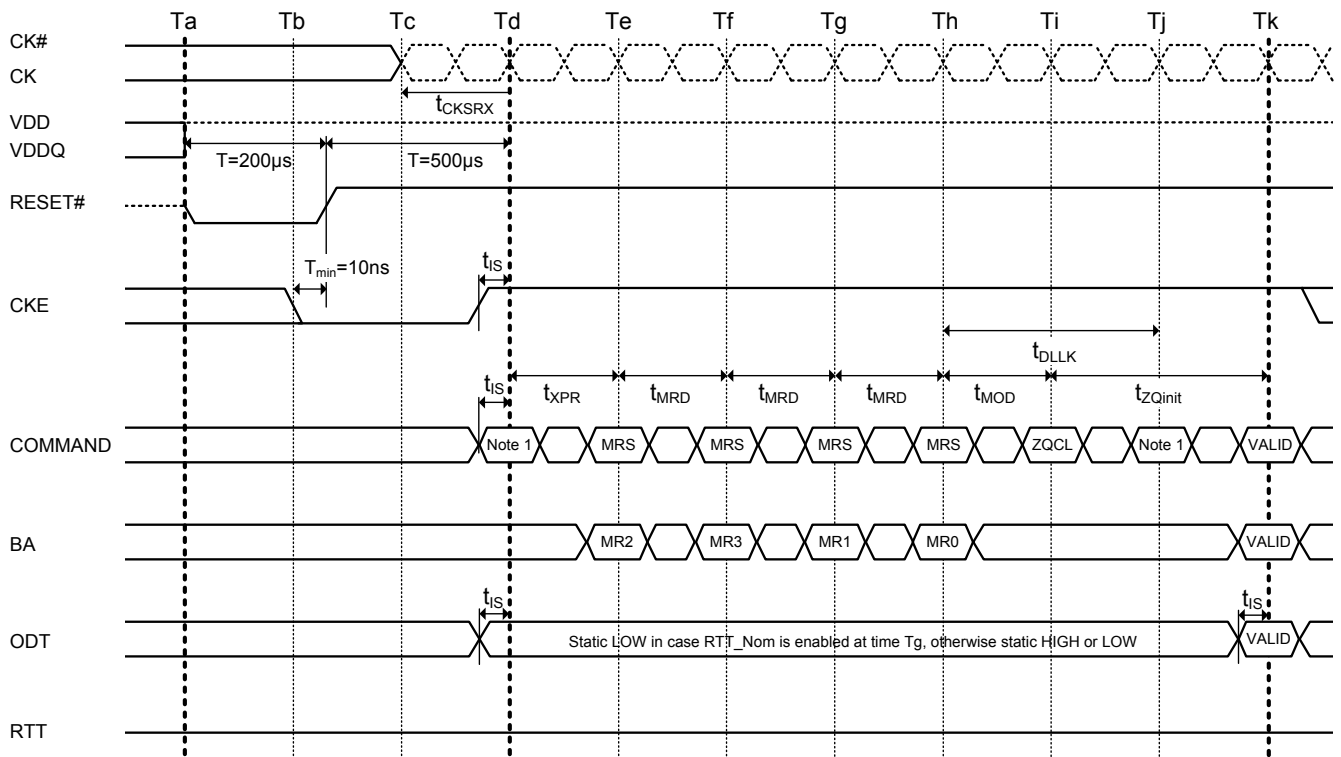 Ta Tb Tc Td Te Tf Tg Th Ti Tj Tk
CK#
CK
tCKSRX
VDD
VDDQ
T=200µs T=500µs
RESET#
Tmin=10ns tIS
CKE
tDLLK
tIS tXPR tMRD tMRD tMRD tMOD tZQinit
COMMAND Note 1 MRS MRS MRS MRS ZQCL Note 1 VALID
BA MR2 MR3 MR1 MR0 VALID
tIS tIS
ODT Static LOW in case RTT_Nom is enabled at time Tg, otherwise static HIGH or LOW VALID
RTT